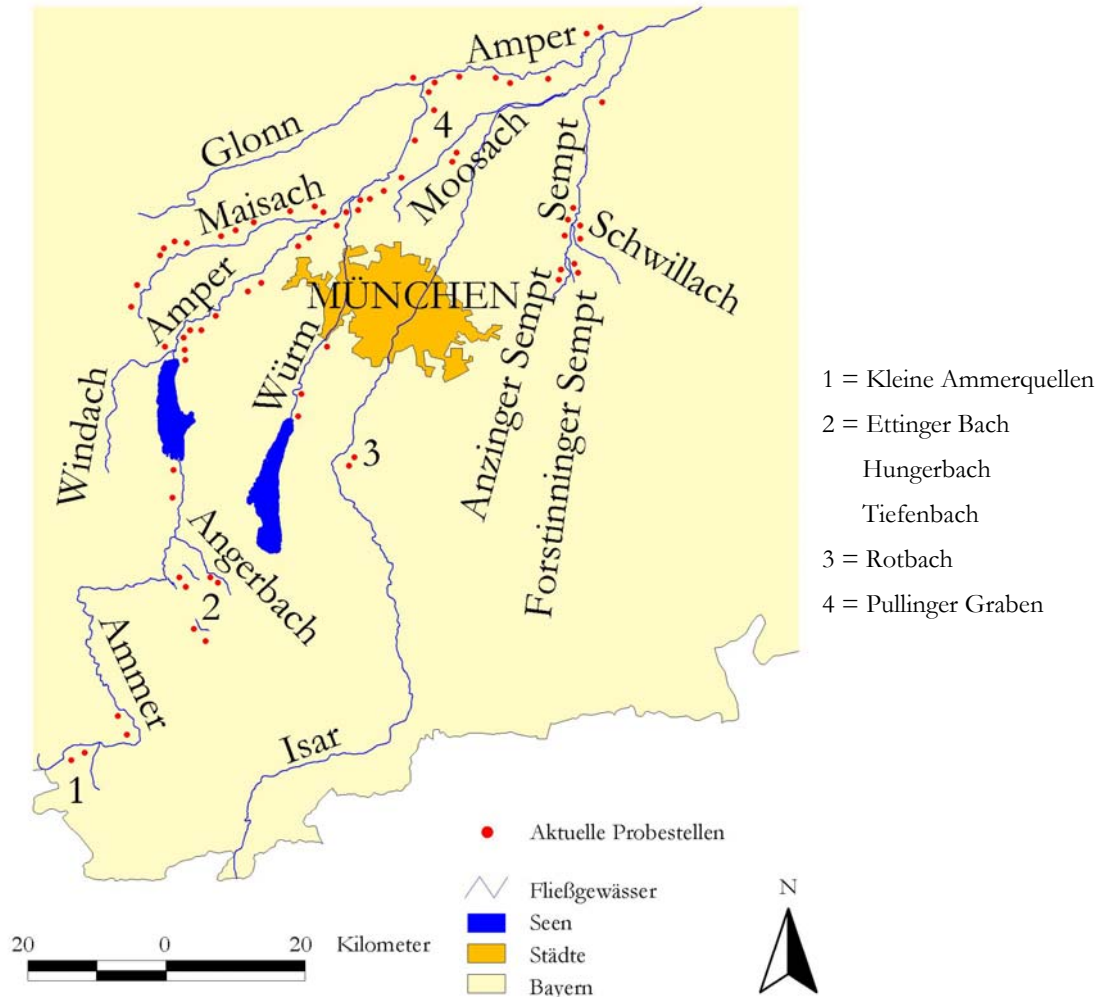 Amper
Glonn
4
Moosach
Maisach
Sempt
Schwillach
Amper
MÜNCHEN
Würm
Windach
Anzinger Sempt
Forstinninger Sempt
3
Angerbach
2
Ammer
Isar
1
1 = Kleine Ammerquellen
2 = Ettinger Bach
Hungerbach
Tiefenbach
3 = Rotbach
4 = Pullinger Graben
Aktuelle Probestellen
Fließgewässer
Seen
Städte
Bayern
20 0 20 Kilometer
N